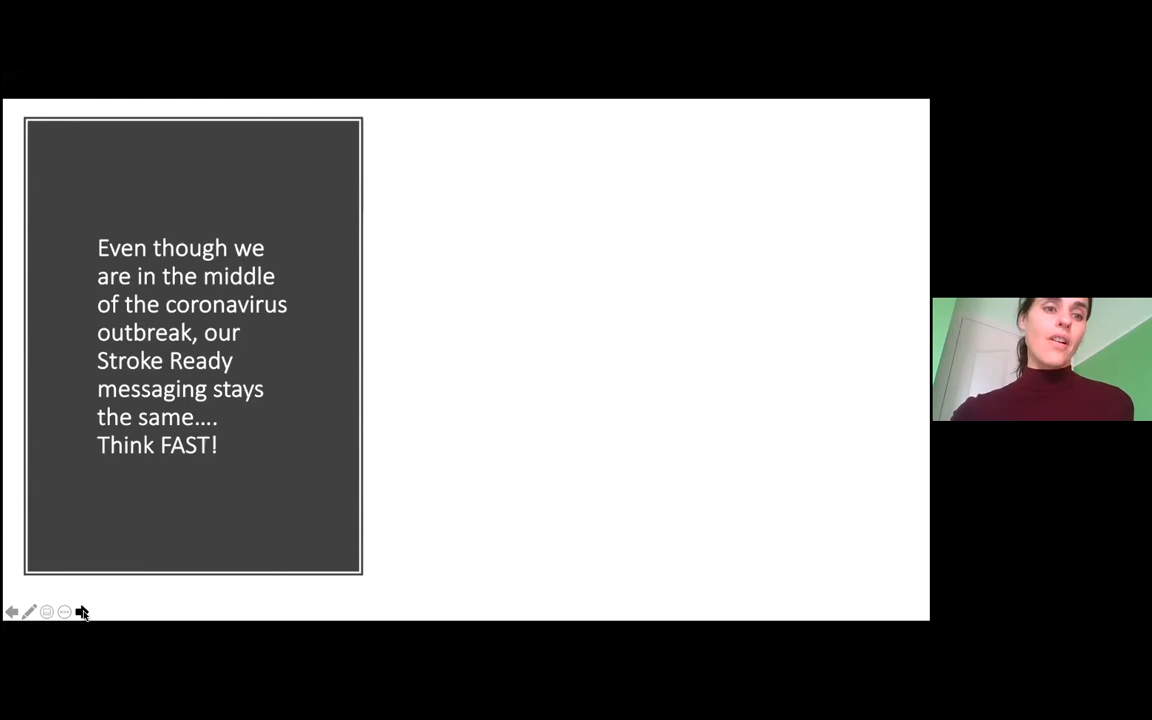 Even though we
are in the middle
of the coronavirus
outbreak, our
Stroke Ready
messaging stays
the same....
Think FAST!